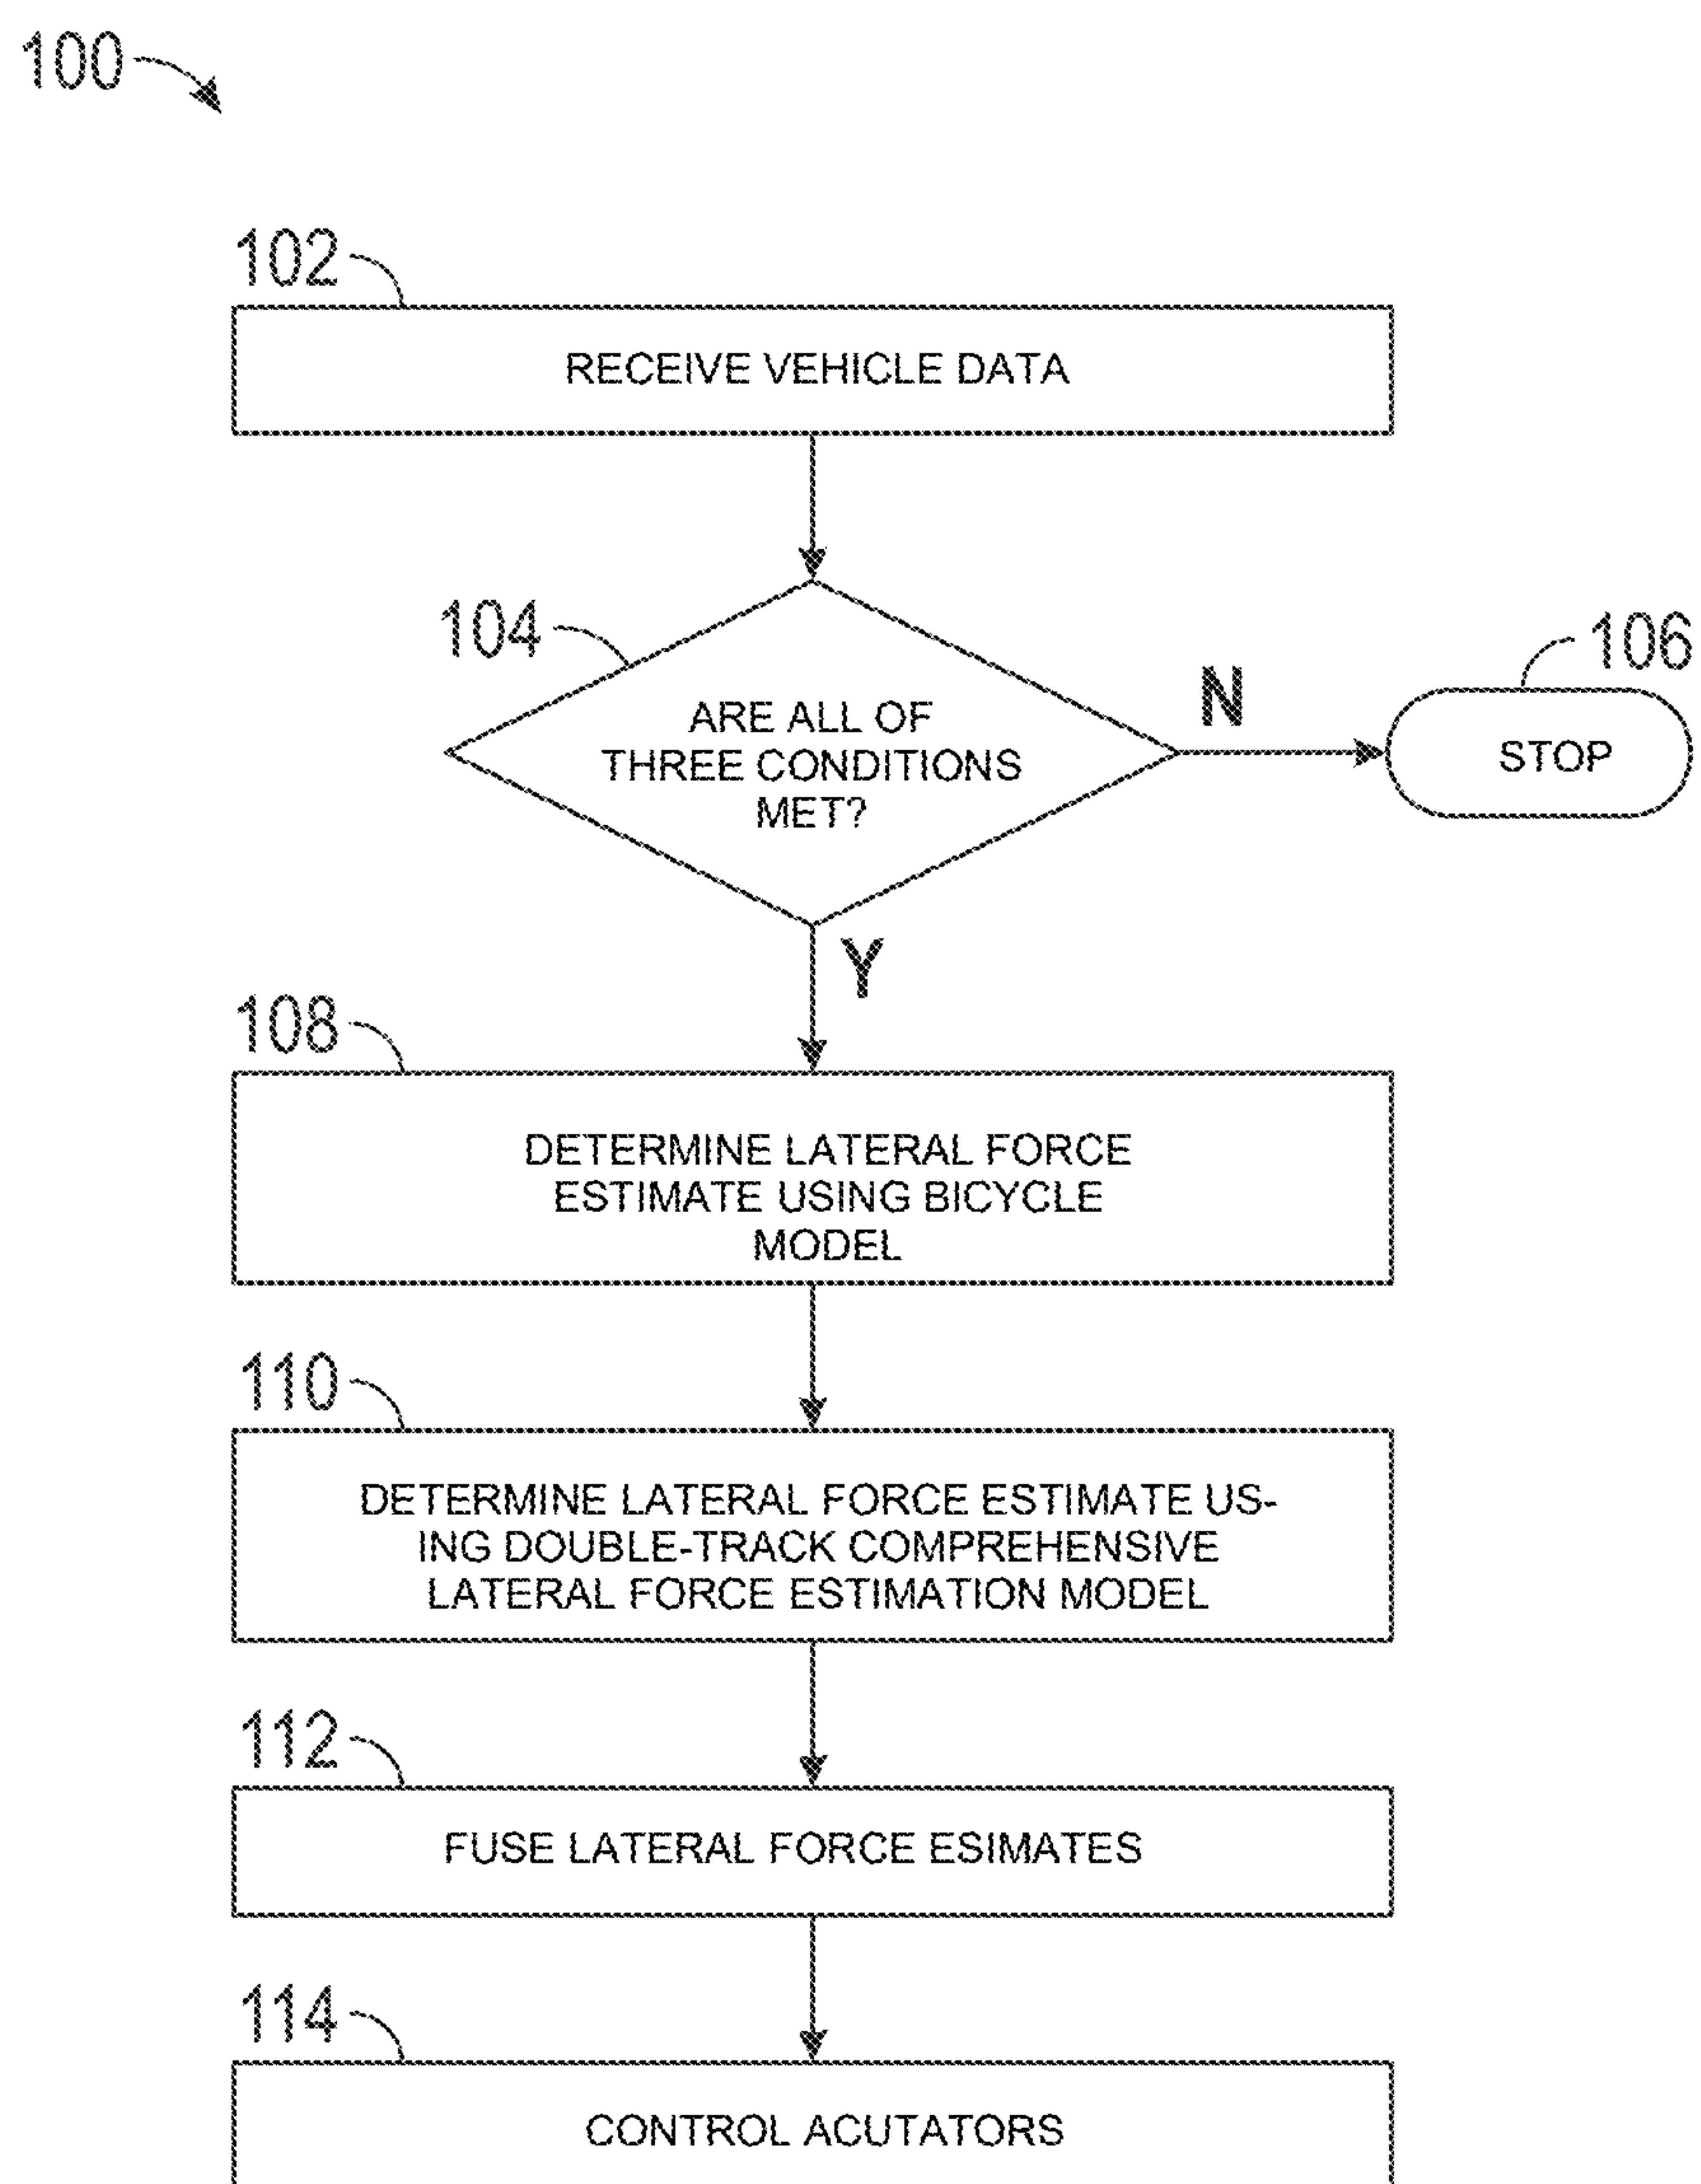 100
102
RECEIVE VEHICLE DATA
104
106
N
ARE ALL OF
THREE CONDITIONS
MET?
STOP
Y
108
DETERMINE LATERAL FORCE
ESTIMATE USING BICYCLE
MODEL
110
DETERMINE LATERAL FORCE ESTIMATE US-
ING DOUBLE-TRACK COMPREHENSIVE
LATERAL FORCE ESTIMATION MODEL
112
FUSE LATERAL FORCE ESIMATES
114
CONTROL ACUTATORS